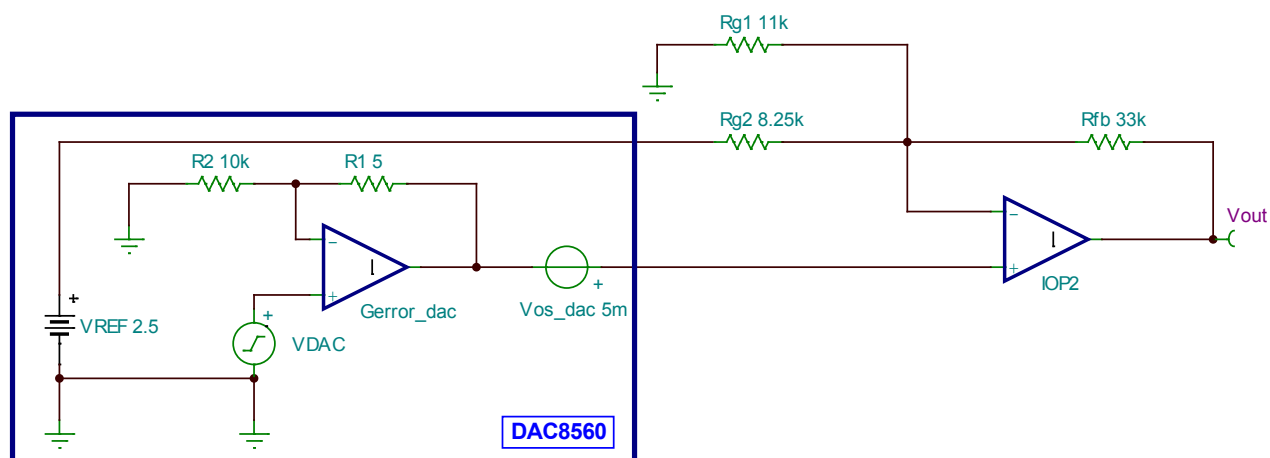 Rg1 11k
Rg2 8.25k
Rfb 33k
R2 10k
R1 5
Vout
IOP2
Gerror_dac
Vos_dac 5m
VREF 2.5
VDAC
DAC8560